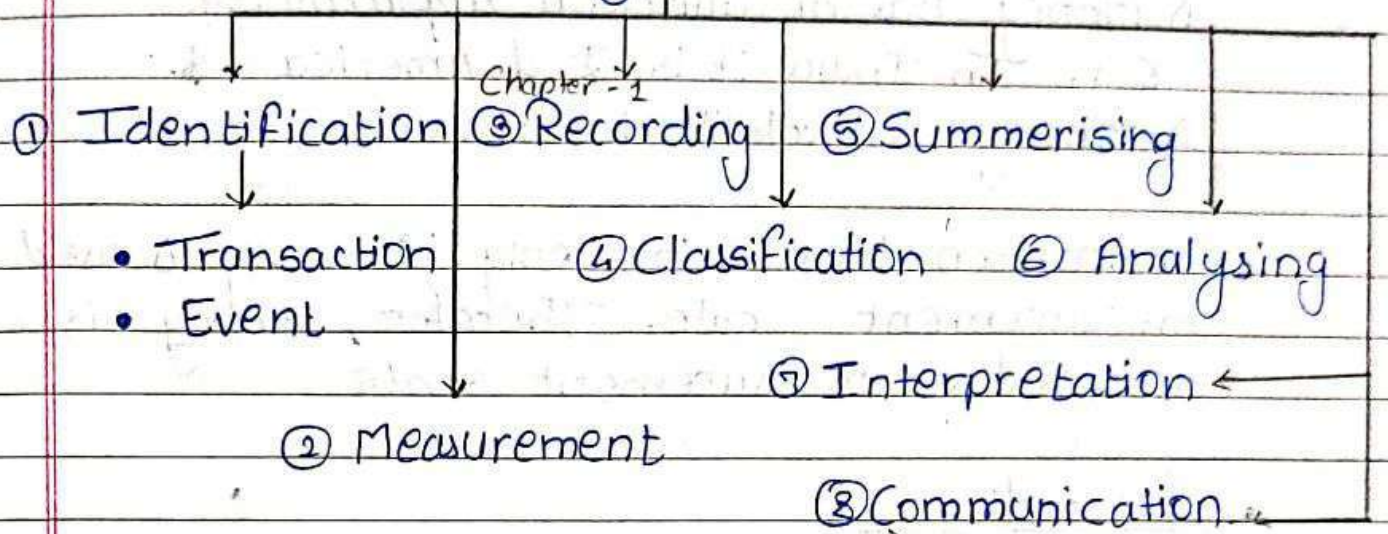 Chapter-1
① Identification ③ Recording ⑤ Summerising
• Transaction ④ Classification ⑥ Analysing
• Event
⑦ Interpretation
② Measurement
⑧ Communication